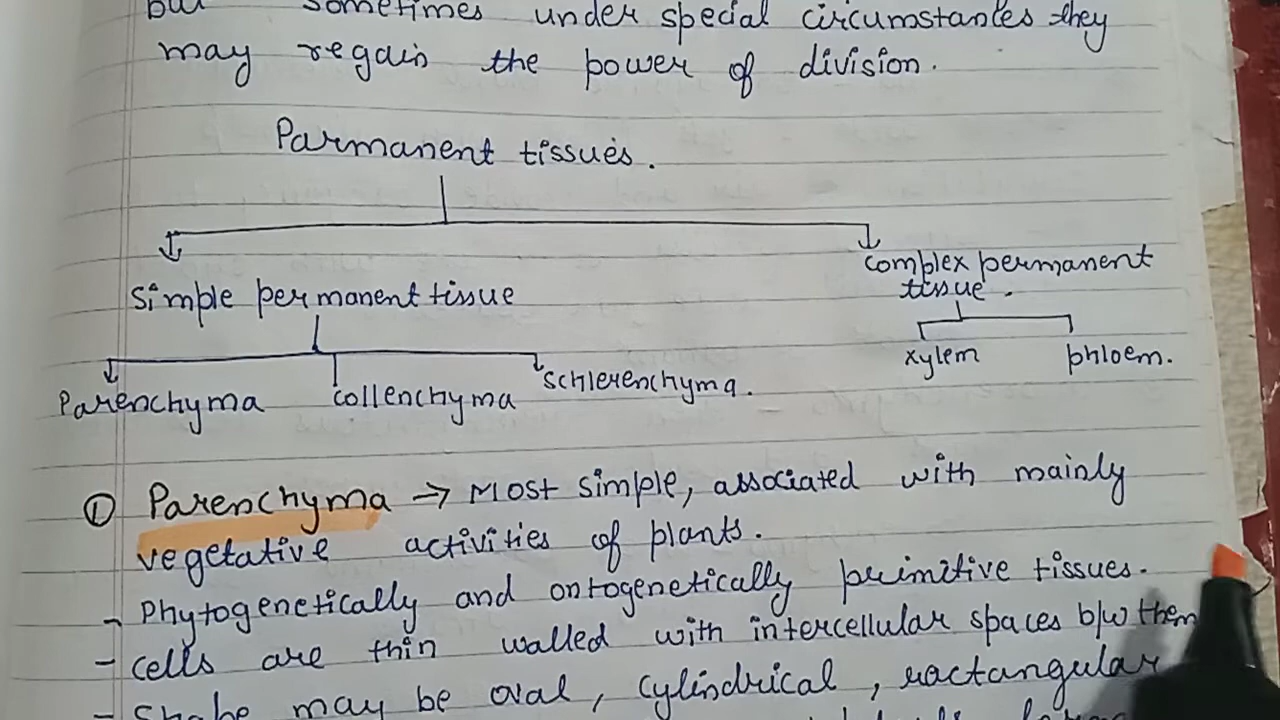 but sometimes under special circumstances they
may regain the power of division.
Parmanent tissues.
Simple permanent tissue
complex permanent
tissue.
xylem phloem.
Parenchyma collenchyma schlerenchyma.
① Parenchyma → Most simple, associated with mainly
vegetative activities of plants.
- Phytogenetically and ontogenetically primitive tissues.
- cells are thin walled with intercellular spaces b/w them
- Shape may be oval, cylindrical, ractangular